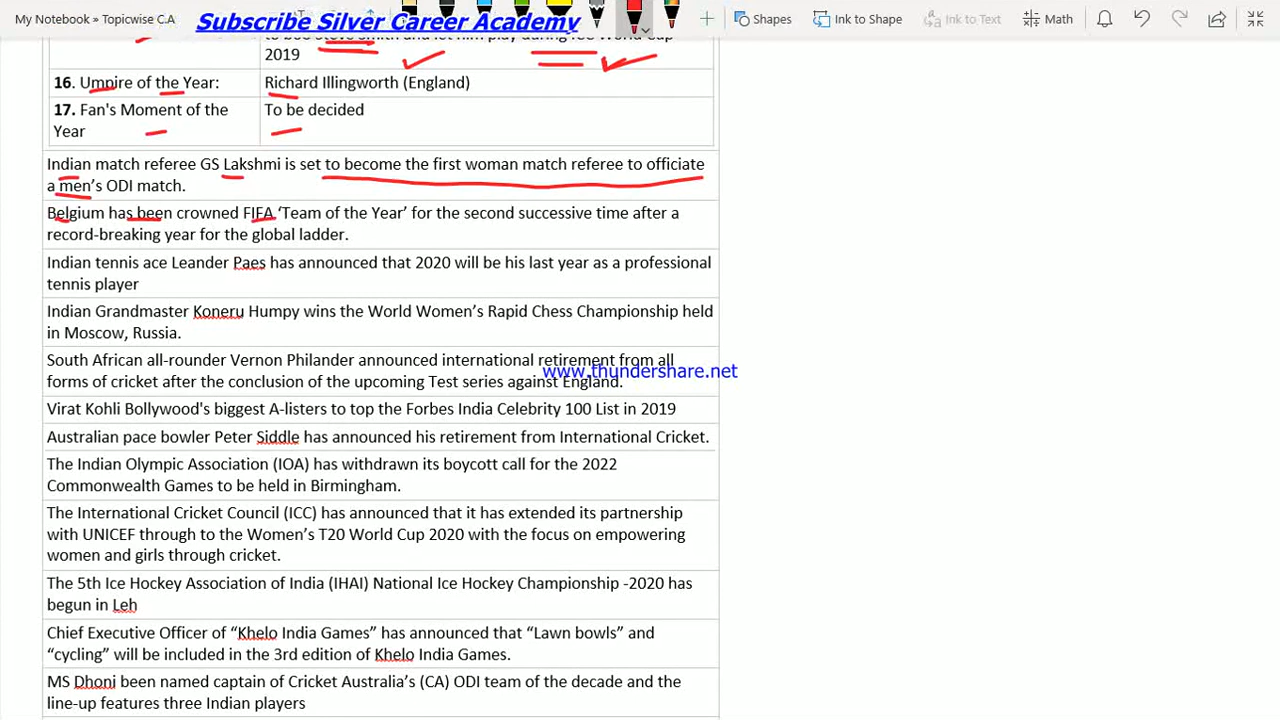 My Notebook » Topicwise C.A
Subscribe Silver Career Academy
Shapes
Ink to Shape
Ink to Text
Math
2019
16. Umpire of the Year:
Richard Illingworth (England)
17. Fan's Moment of the
Year
To be decided
Indian match referee GS Lakshmi is set to become the first woman match referee to officiate
a men's ODI match.
Belgium has been crowned FIFA 'Team of the Year' for the second successive time after a
record-breaking year for the global ladder.
Indian tennis ace Leander Paes has announced that 2020 will be his last year as a professional
tennis player
Indian Grandmaster Koneru Humpy wins the World Women's Rapid Chess Championship held
in Moscow, Russia.
South African all-rounder Vernon Philander announced international retirement from all
forms of cricket after the conclusion of the upcoming Test series against England.
www.thundershare.net
Virat Kohli Bollywood's biggest A-listers to top the Forbes India Celebrity 100 List in 2019
Australian pace bowler Peter Siddle has announced his retirement from International Cricket.
The Indian Olympic Association (IOA) has withdrawn its boycott call for the 2022
Commonwealth Games to be held in Birmingham.
The International Cricket Council (ICC) has announced that it has extended its partnership
with UNICEF through to the Women's T20 World Cup 2020 with the focus on empowering
women and girls through cricket.
The 5th Ice Hockey Association of India (IHAI) National Ice Hockey Championship -2020 has
begun in Leh
Chief Executive Officer of "Khelo India Games" has announced that "Lawn bowls" and
"cycling" will be included in the 3rd edition of Khelo India Games.
MS Dhoni been named captain of Cricket Australia's (CA) ODI team of the decade and the
line-up features three Indian players